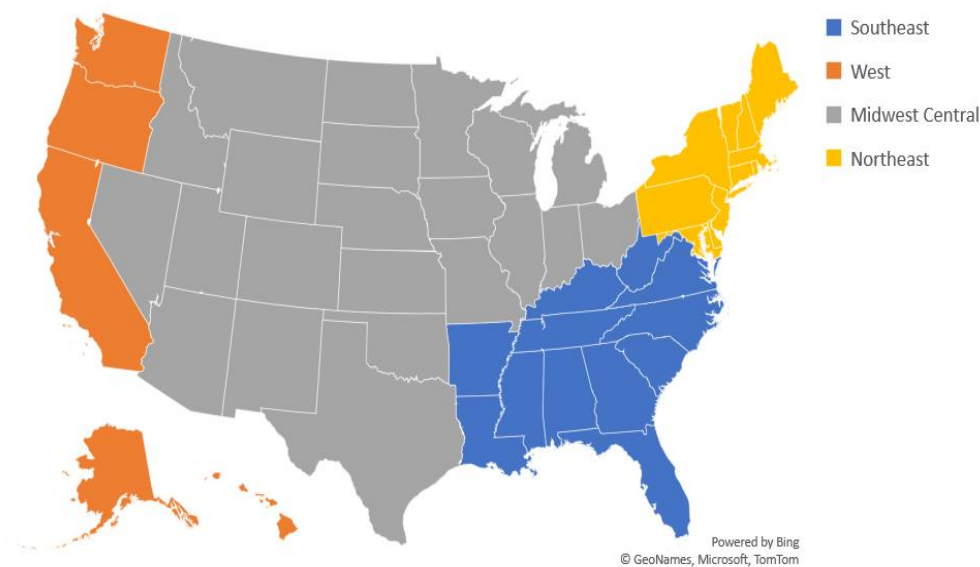 Southeast
West
Midwest Central
Northeast
Powered by Bing
© GeoNames, Microsoft, TomTom